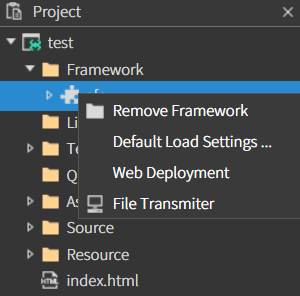 Project
test
Framework
Remove Framework
Default Load Settings ...
Web Deployment
File Transmiter
Source
Resource
index.html